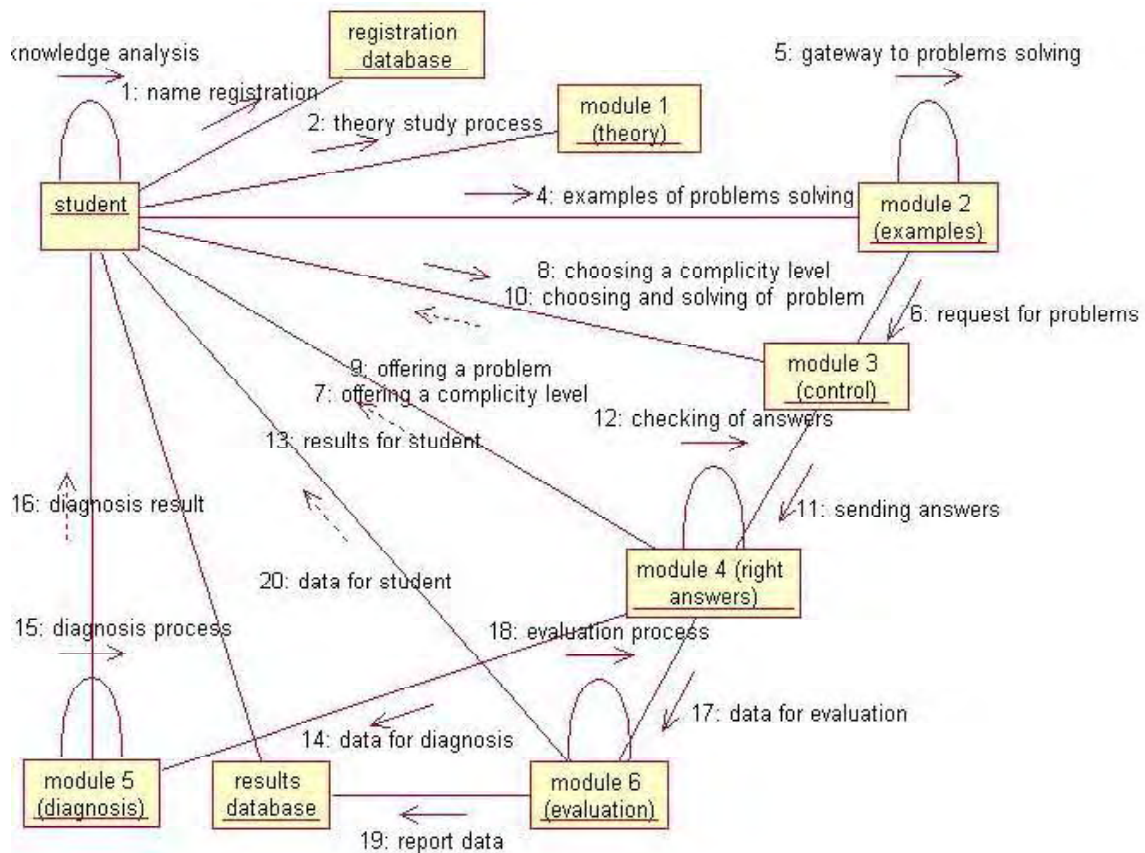 registration
database
knowledge analysis
5: gateway to problems solving
1: name registration
module 1
(theory)
2: theory study process
student
4: examples of problems solving
module 2
(examples)
8: choosing a complicity level
10: choosing and solving of problem
6: request for problems
module 3
(control)
9: offering a problem
7: offering a complicity level
12: checking of answers
13: results for student
16: diagnosis result
11: sending answers
module 4 (right
answers)
20: data for student
15: diagnosis process
18: evaluation process
17: data for evaluation
14: data for diagnosis
module 5
(diagnosis)
results
database
module 6
(evaluation)
19: report data